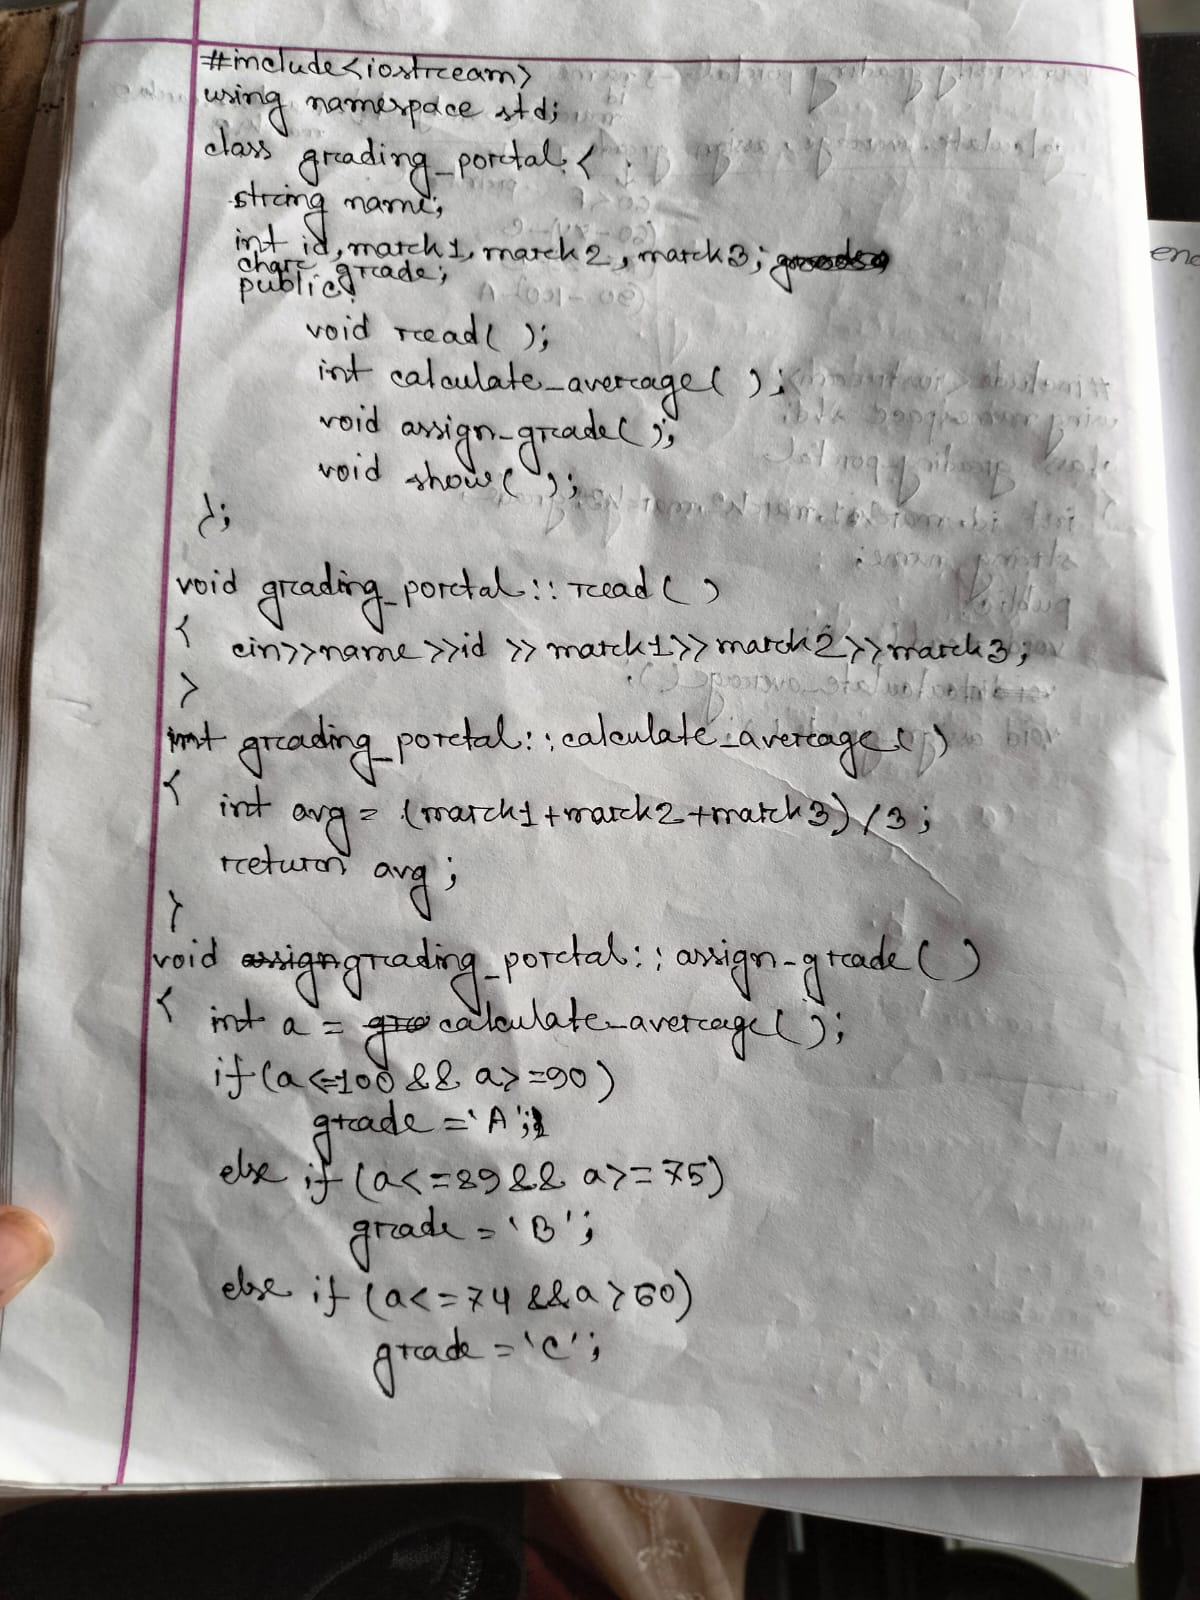 #include<iostream>
using namespace std;
class grading_portal {
string name;
int id, mark1, mark2, mark3;
char grade;
public:
void read( );
int calculate_average( );
void assign_grade( );
void show( );
};
void grading_portal:: read( )
{ cin>>name>>id >> mark1>>mark2>>mark3;
}
int grading_portal::calculate_average( )
{ int avg = (mark1+mark2+mark3) /3;
return avg;
}
void grading_portal:: assign_grade( )
{ int a = calculate_average( );
if(a<=100 && a>=90)
grade ='A';
else if (a<=89 && a>=75)
grade = 'B';
else if (a<=74 && a>60)
grade ='C';